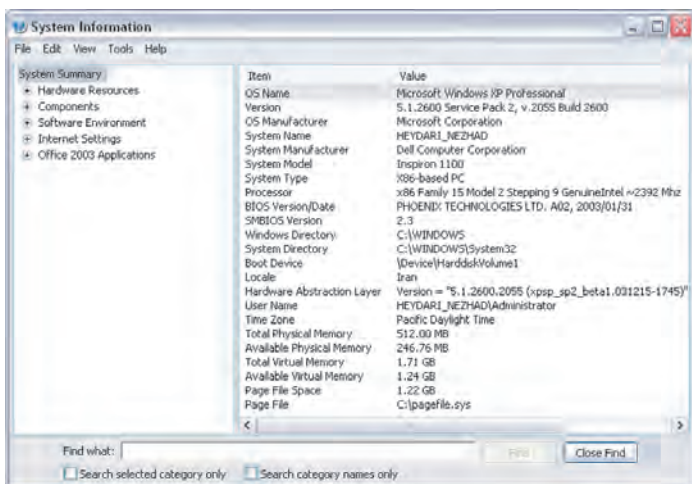 System Information
File Edit View Tools Help
System Summary
Hardware Resources
Components
Software Environment
Internet Settings
Office 2003 Applications
Item Value
OS Name Microsoft Windows XP Professional
Version 5.1.2600 Service Pack 2, v.2055 Build 2600
OS Manufacturer Microsoft Corporation
System Name HEYDARI_NEZHAD
System Manufacturer Dell Computer Corporation
System Model Inspiron 1100
System Type X86-based PC
Processor x86 Family 15 Model 2 Stepping 9 GenuineIntel ~2392 Mhz
BIOS Version/Date PHOENIX TECHNOLOGIES LTD. A02, 2003/01/31
SMBIOS Version 2.3
Windows Directory C:\WINDOWS
System Directory C:\WINDOWS\System32
Boot Device \Device\HarddiskVolume1
Locale Iran
Hardware Abstraction Layer Version = "5.1.2600.2055 (xpsp_sp2_beta1.031215-1745)"
User Name HEYDARI_NEZHAD\Administrator
Time Zone Pacific Daylight Time
Total Physical Memory 512.00 MB
Available Physical Memory 246.76 MB
Total Virtual Memory 1.71 GB
Available Virtual Memory 1.24 GB
Page File Space 1.22 GB
Page File C:\pagefile.sys
Find what: Find Close Find
Search selected category only Search category names only